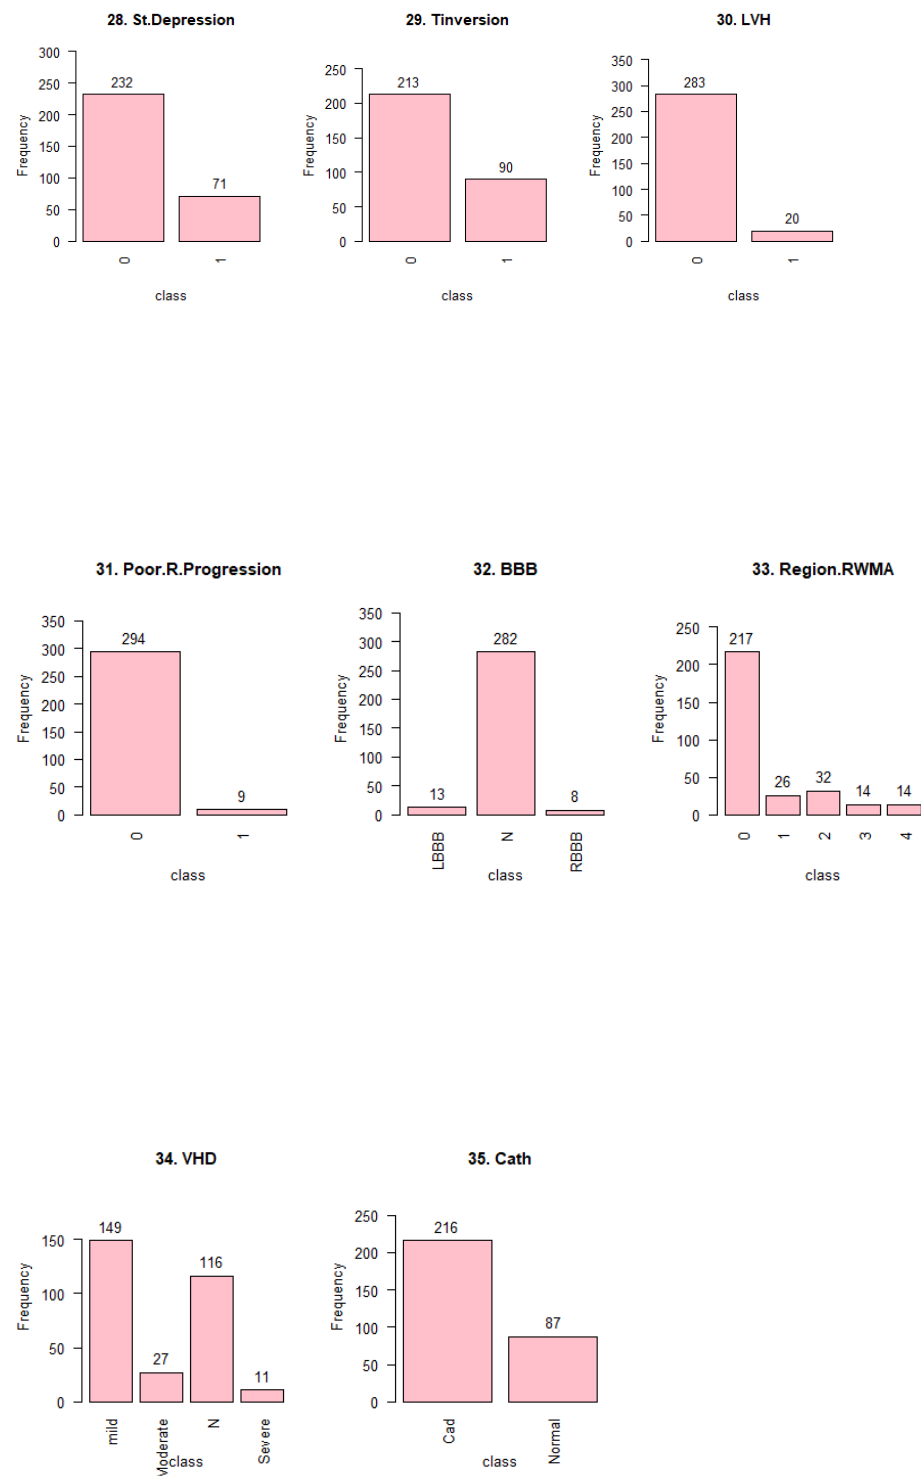 28. St.Depression
300
250
200
150
100
50
0
Frequency
232
71
0
1
class
29. Tinversion
250
200
150
100
50
0
Frequency
213
90
0
1
class
30. LVH
350
300
250
200
150
100
50
0
Frequency
283
20
0
1
class
31. Poor.R.Progression
350
300
250
200
150
100
50
0
Frequency
294
9
0
1
class
32. BBB
350
300
250
200
150
100
50
0
Frequency
13
282
8
LBBB
N
RBBB
class
33. Region.RWMA
250
200
150
100
50
0
Frequency
217
26
32
14
14
0
1
2
3
4
class
34. VHD
150
100
50
0
Frequency
149
27
116
11
mild
Moderate
N
Severe
class
35. Cath
250
200
150
100
50
0
Frequency
216
87
Cad
Normal
class